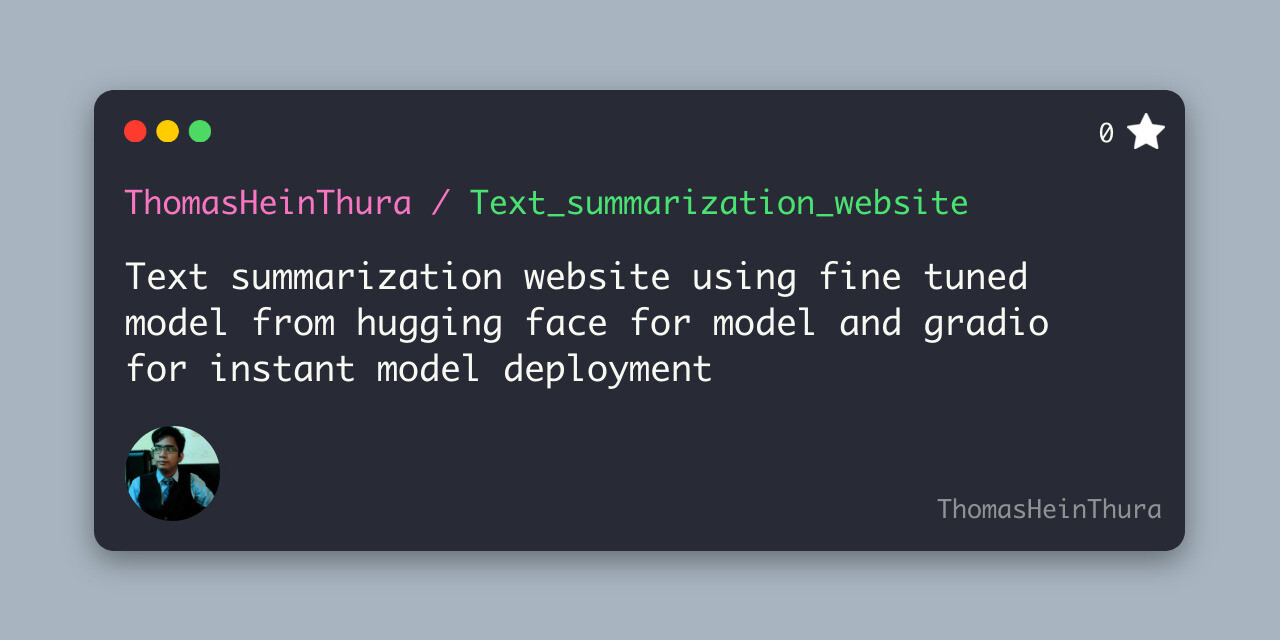 0
ThomasHeinThura / Text_summarization_website
Text summarization website using fine tuned
model from hugging face for model and gradio
for instant model deployment
ThomasHeinThura